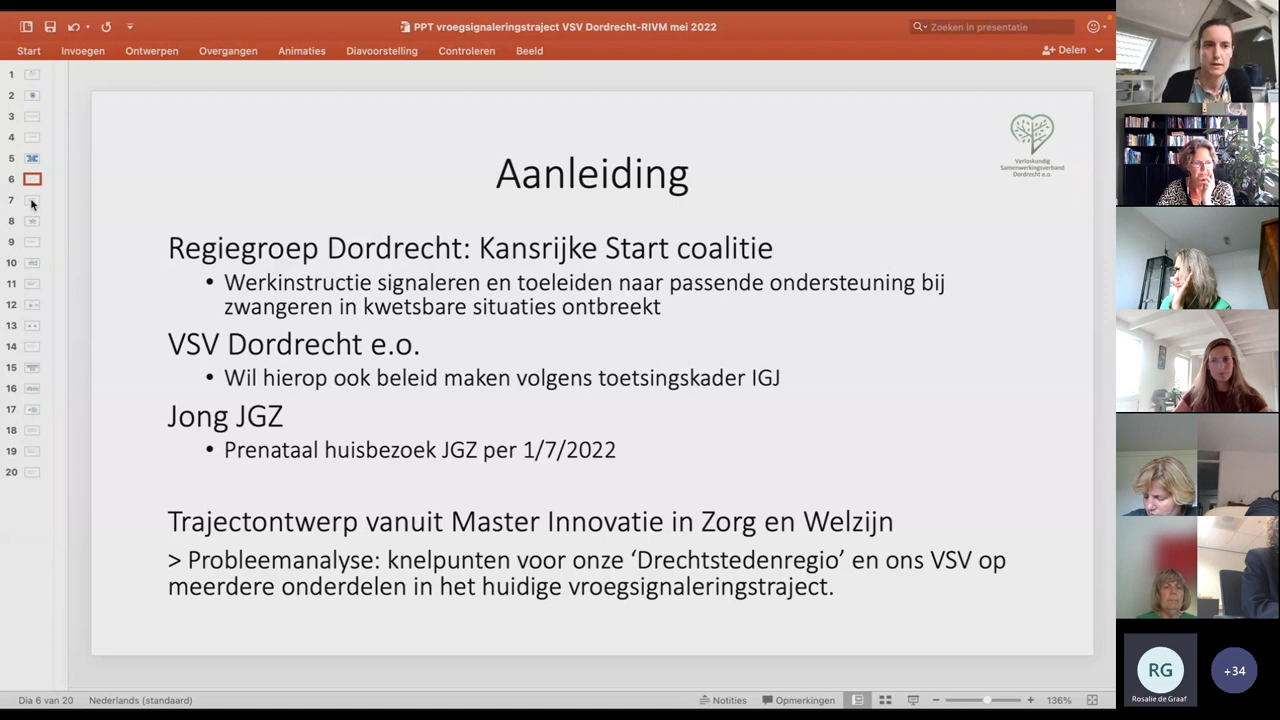 PPT vroegsignaleringstraject VSV Dordrecht-RIVM mei 2022
Zoeken in presentatie
Start Invoegen Ontwerpen Overgangen Animaties Diavoorstelling Controleren Beeld
Delen
1
2
3
4
5
6
7
8
9
10
11
12
13
14
15
16
17
18
19
20
Verloskundig
Samenwerkingsverband
Dordrecht e.o.
Aanleiding
Regiegroep Dordrecht: Kansrijke Start coalitie
• Werkinstructie signaleren en toeleiden naar passende ondersteuning bij
zwangeren in kwetsbare situaties ontbreekt
VSV Dordrecht e.o.
• Wil hierop ook beleid maken volgens toetsingskader IGJ
Jong JGZ
• Prenataal huisbezoek JGZ per 1/7/2022
Trajectontwerp vanuit Master Innovatie in Zorg en Welzijn
> Probleemanalyse: knelpunten voor onze ‘Drechtstedenregio’ en ons VSV op
meerdere onderdelen in het huidige vroegsignaleringstraject.
Dia 6 van 20 Nederlands (standaard)
Notities Opmerkingen 136%
RG
Rosalie de Graaf
+34